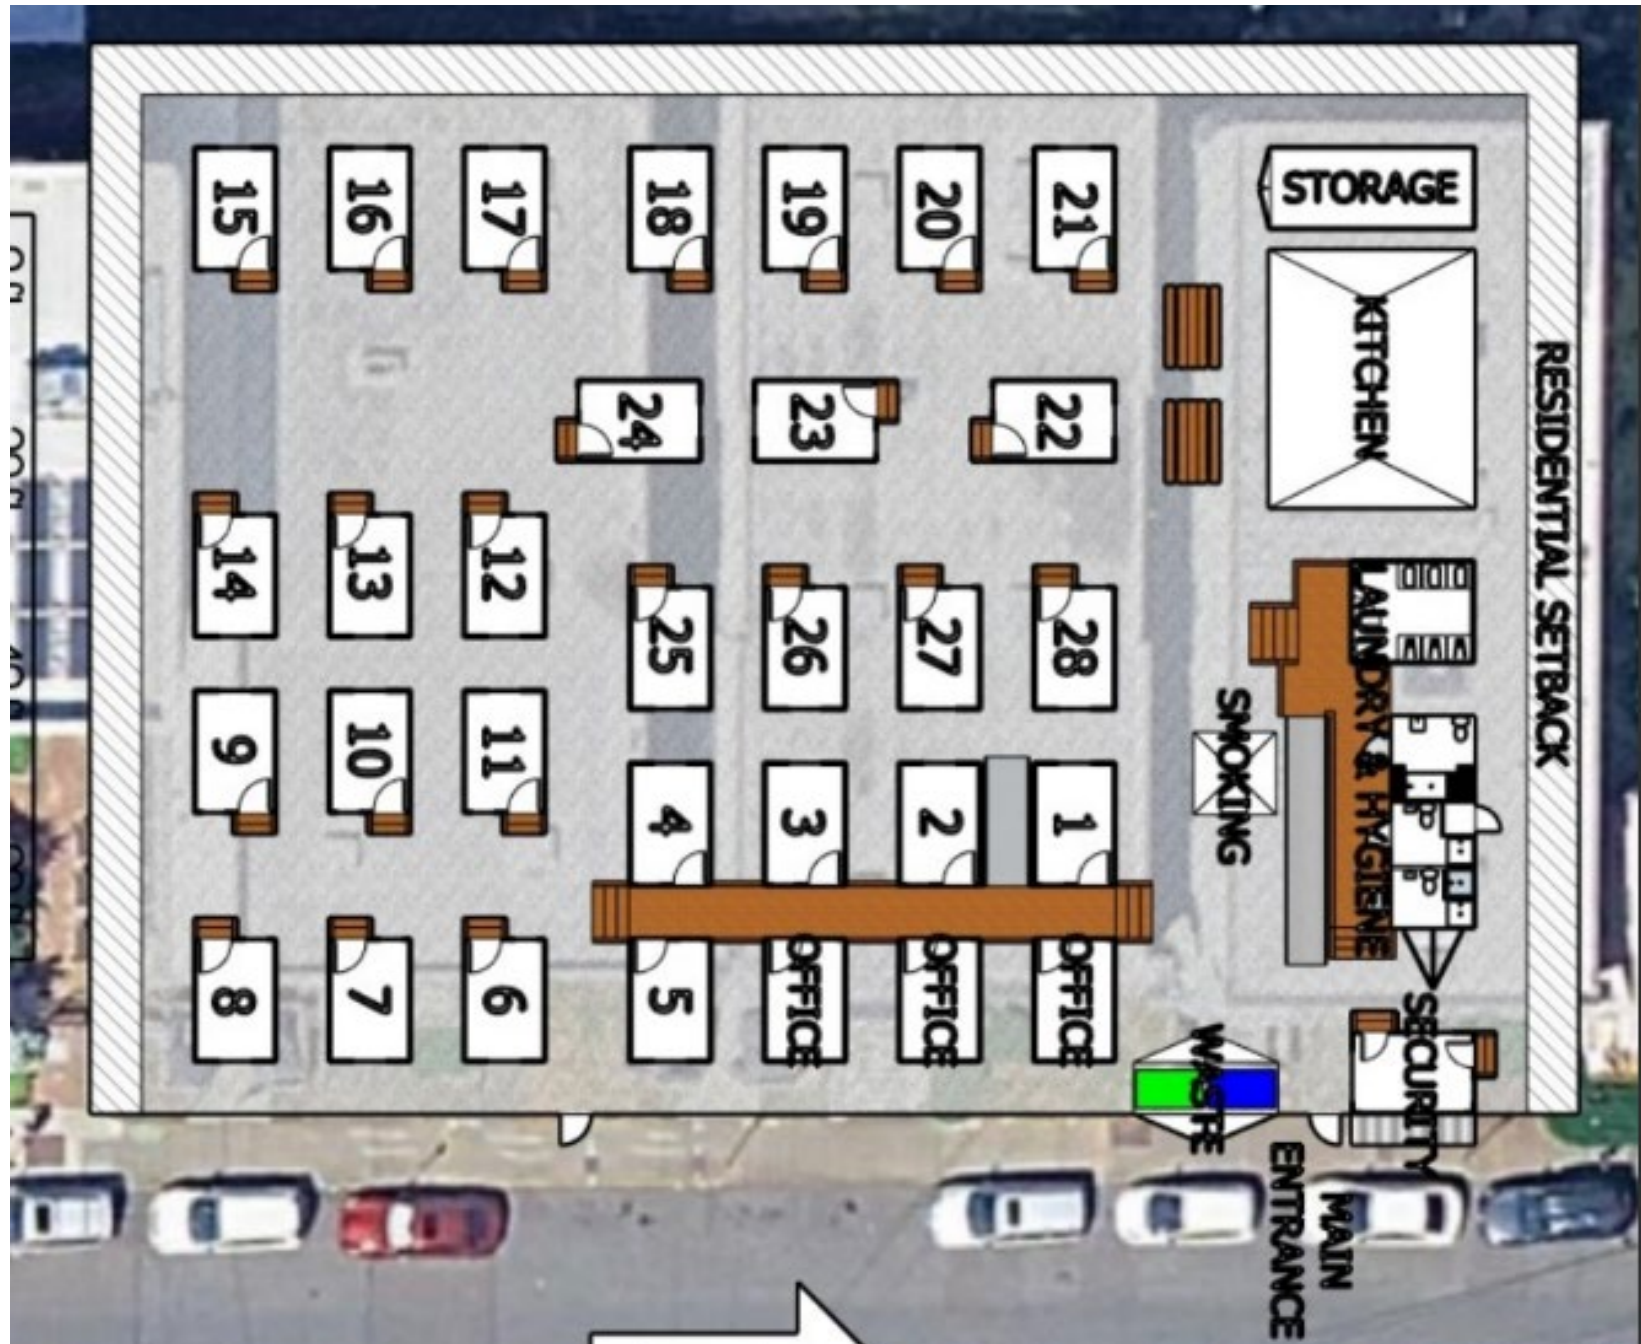 15
16
17
18
19
20
21
STORAGE
KITCHEN
24
23
22
RESIDENTIAL SETBACK
14
13
12
25
26
27
28
LAUNDRY & HYGIENE
SMOKING
9
10
11
4
3
2
1
8
7
6
5
OFFICE
OFFICE
OFFICE
WASTE
SECURITY
MAIN
ENTRANCE